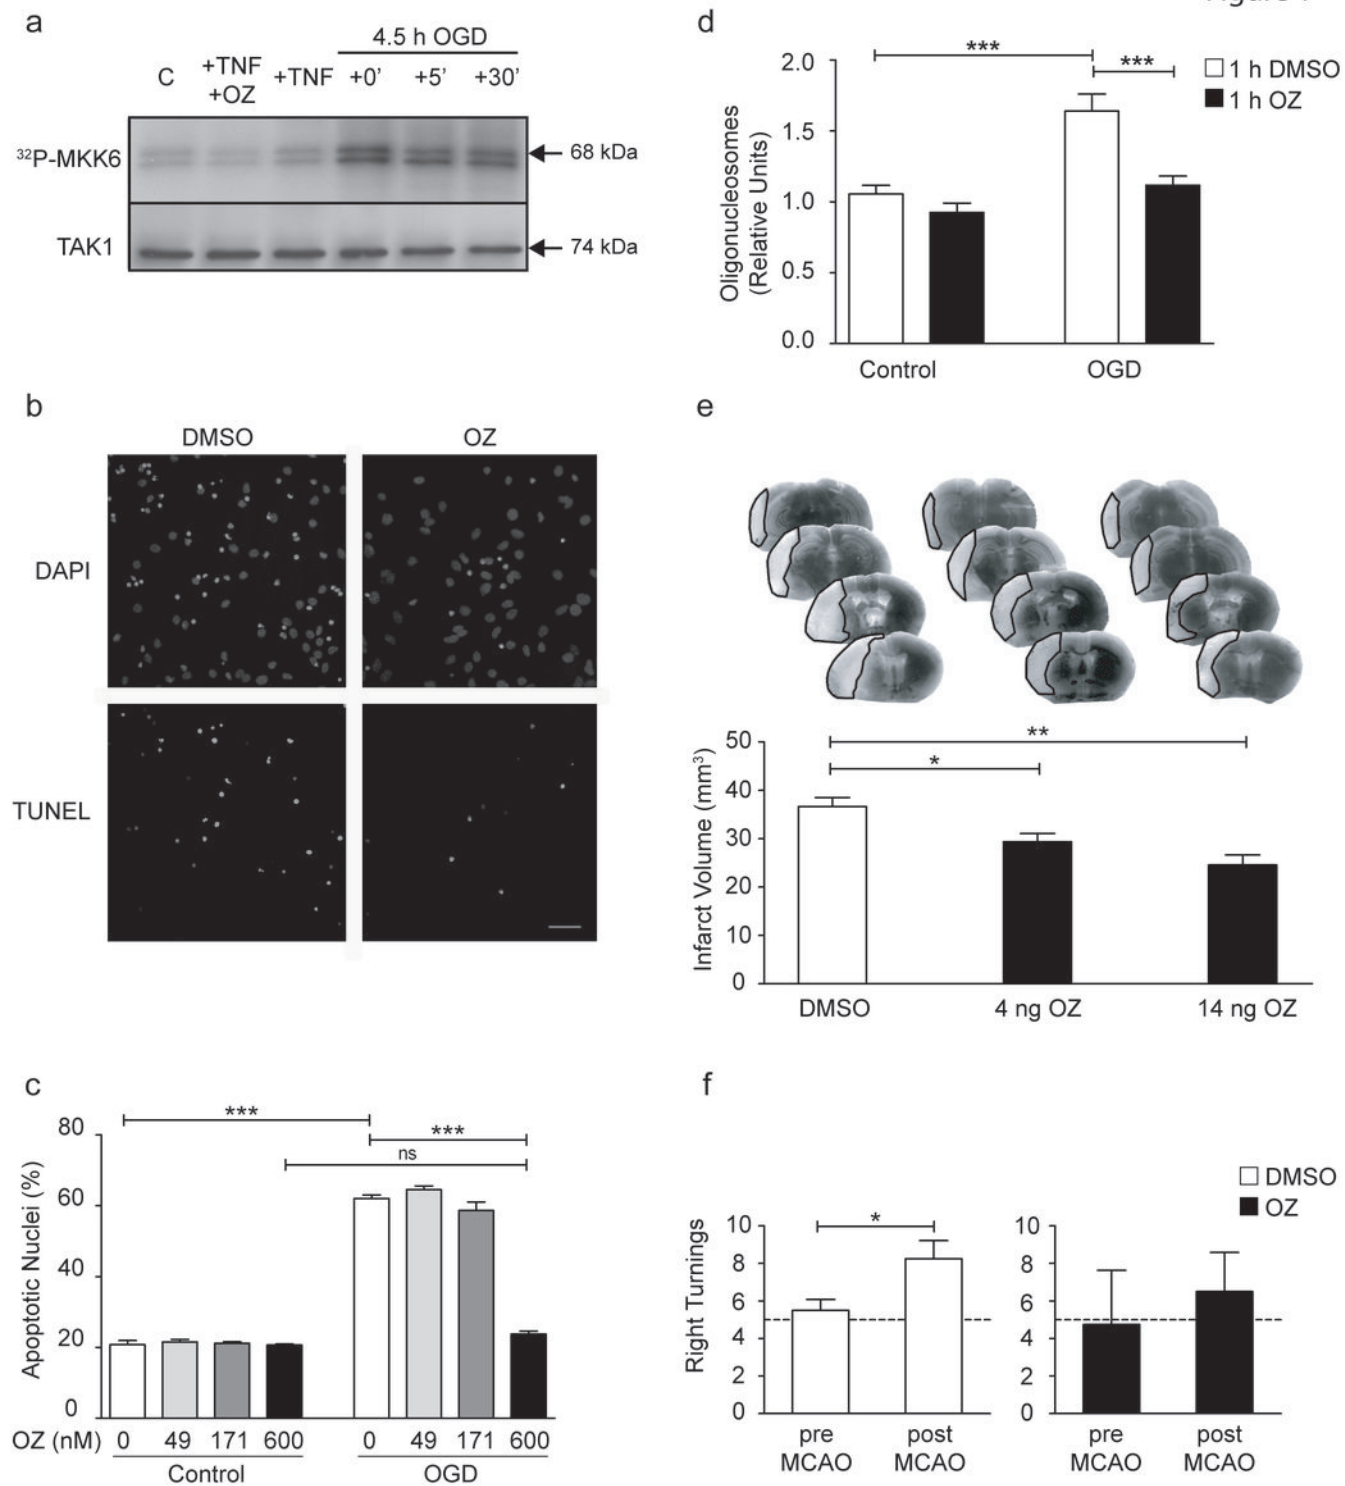 a
4.5 h OGD
C
+TNF
+OZ
+TNF
+0'
+5'
+30'
32P-MKK6
68 kDa
TAK1
74 kDa
b
DMSO
OZ
DAPI
TUNEL
c
***
***
ns
Apoptotic Nuclei (%)
80
60
40
20
0
OZ (nM)
0 49 171 600
0 49 171 600
Control
OGD
d
***
***
1 h DMSO
1 h OZ
Oligonucleosomes
(Relative Units)
2.0
1.5
1.0
0.5
0.0
Control
OGD
e
**
*
Infarct Volume (mm3)
50
40
30
20
10
0
DMSO
4 ng OZ
14 ng OZ
f
DMSO
OZ
*
Right Turnings
10
8
6
4
2
0
pre
MCAO
post
MCAO
10
8
6
4
2
0
pre
MCAO
post
MCAO